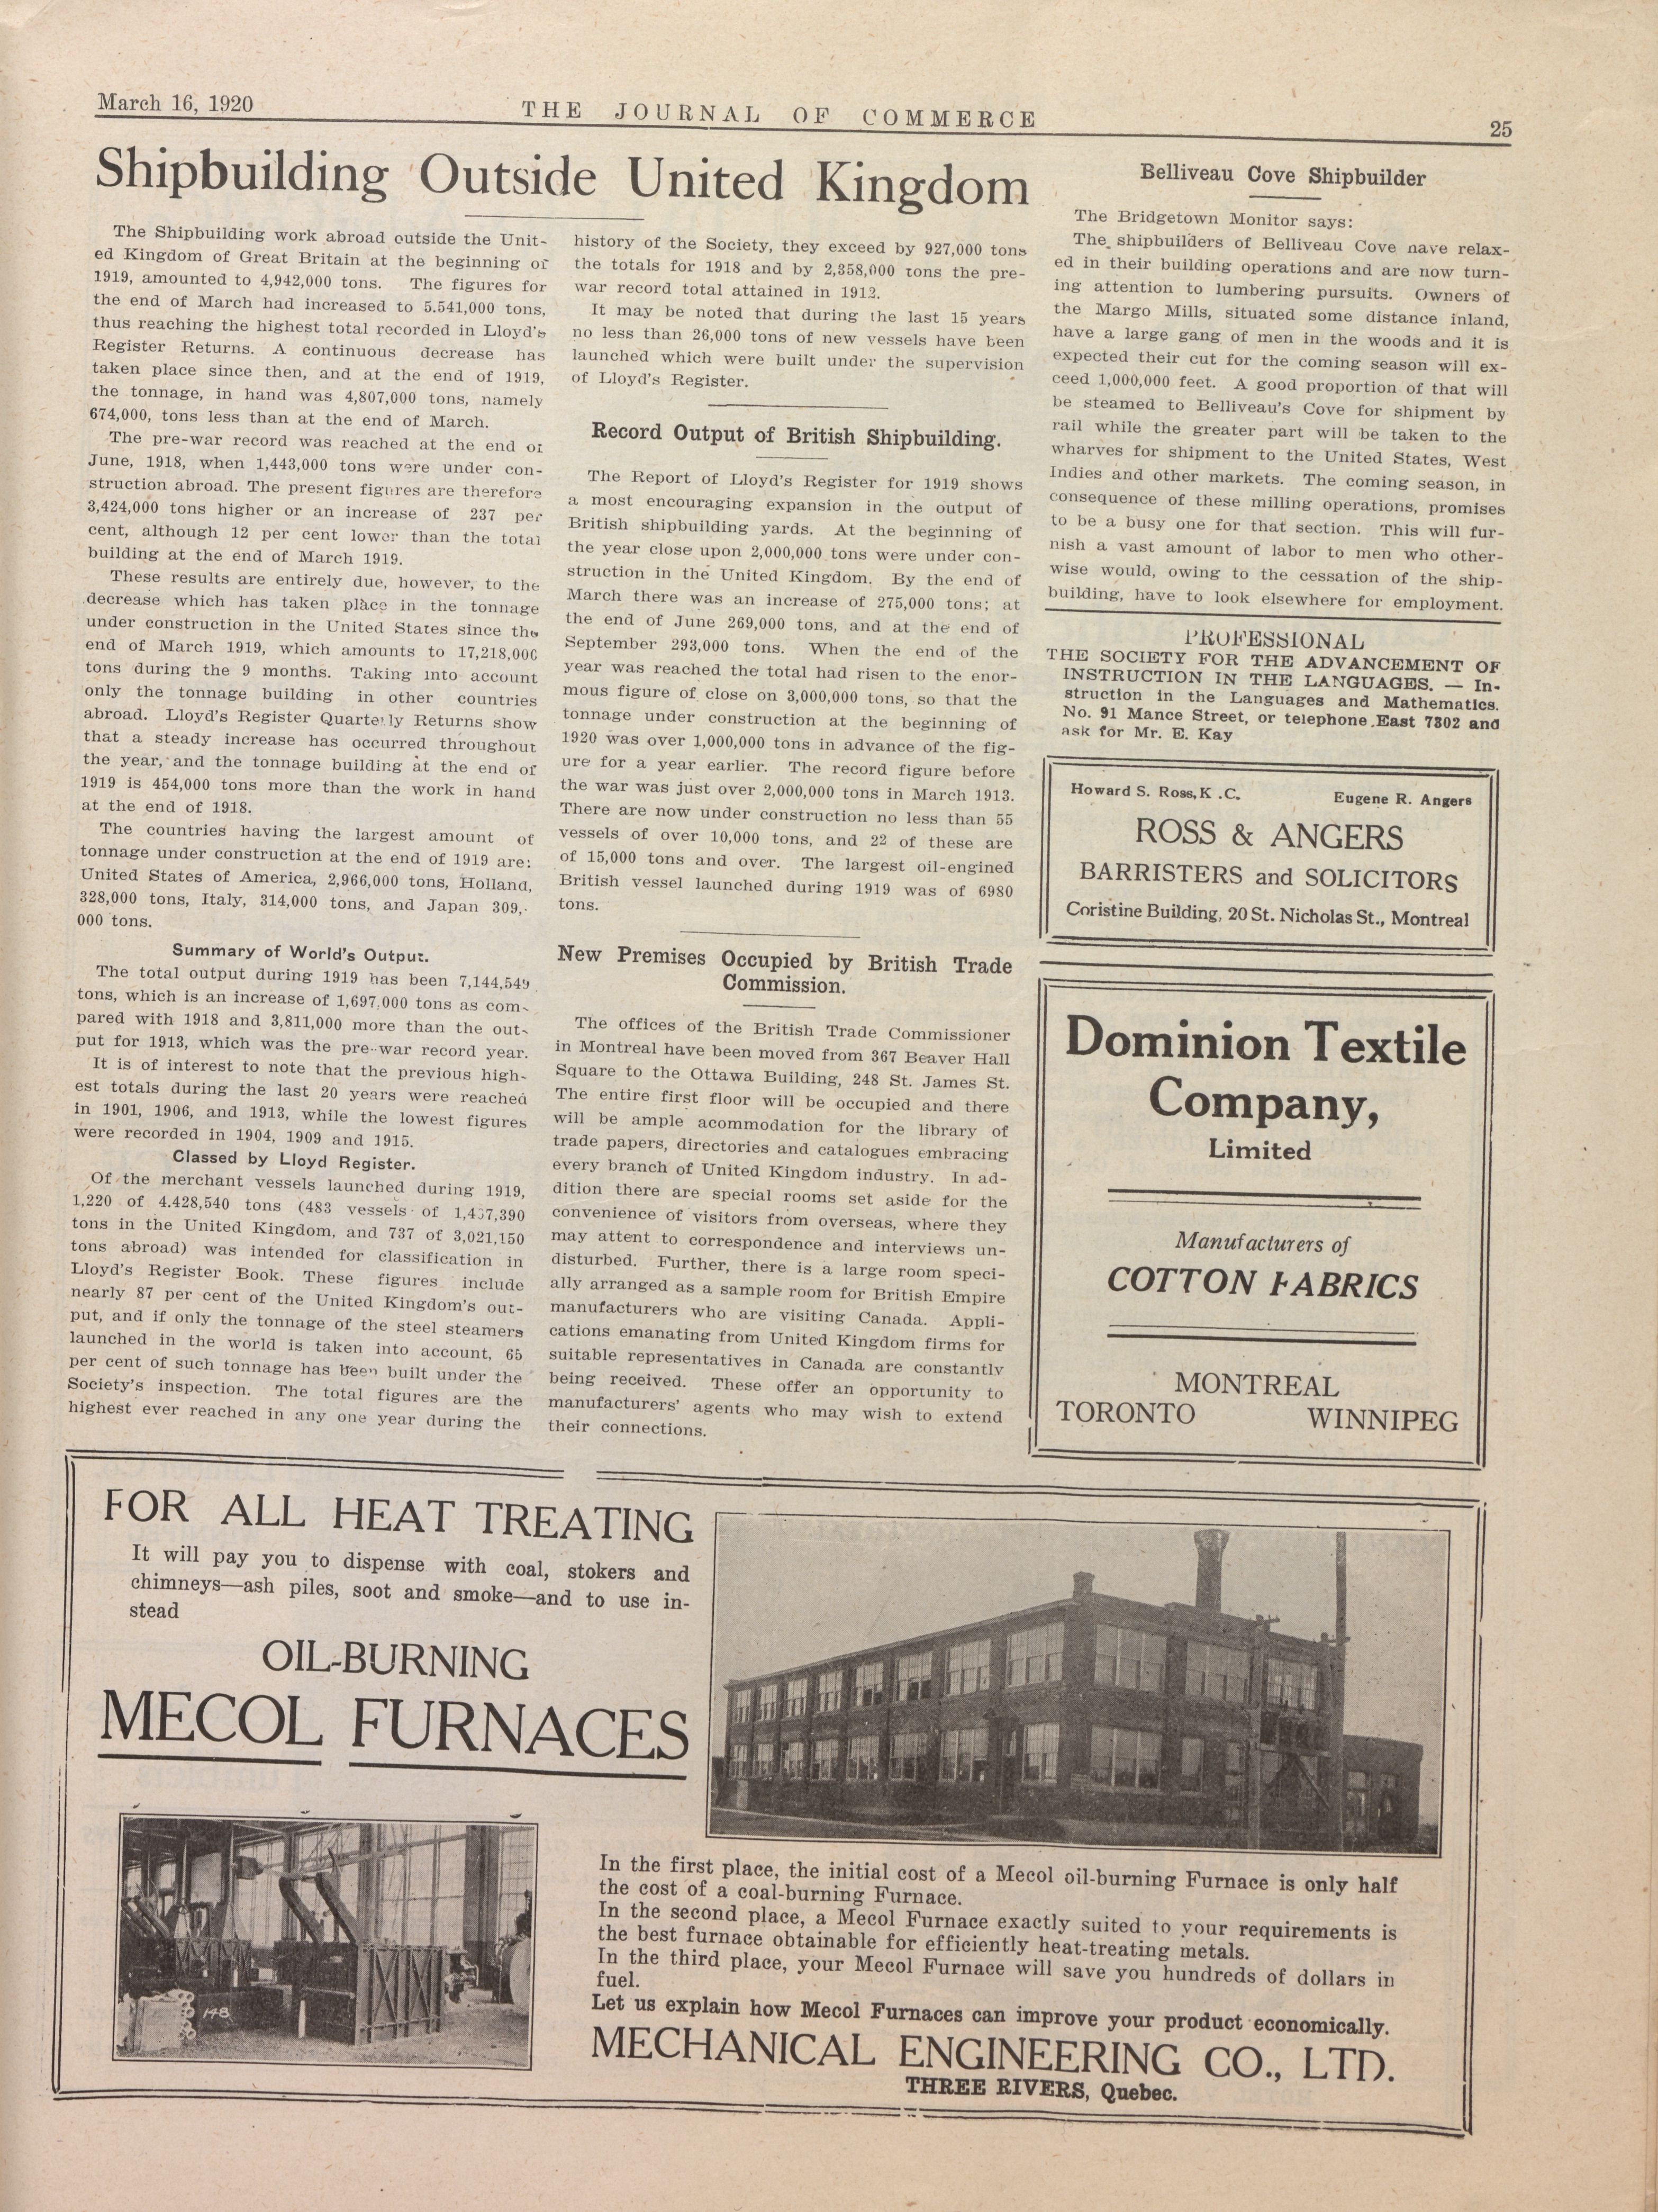 March 16, 1920
THE JOURNAL OF COMMERCE
25
Shipbuilding Outside United Kingdom
The Shipbuilding work abroad outside the Unit-
ed Kingdom of Great Britain at the beginning of
1919, amounted to 4,942,000 tons. The figures for
the end of March had increased to 5.541,000 tons,
thus reaching the highest total recorded in Lloyd's
Register Returns. A continuous decrease has
taken place since then, and at the end of 1919,
the tonnage, in hand was 4,807,000 tons, namely
674,000, tons less than at the end of March.
The pre-war record was reached at the end of
June, 1918, when 1,443,000 tons were under con-
struction abroad. The present figures are therefore
3,424,000 tons higher or an increase of 237 per
cent, although 12 per cent lower than the total
building at the end of March 1919.
These results are entirely due, however, to the
decrease which has taken place in the tonnage
under construction in the United States since the
end of March 1919, which amounts to 17,218,000
tons during the 9 months. Taking into account
only the tonnage building in other countries
abroad. Lloyd's Register Quarterly Returns show
that a steady increase has occurred throughout
the year, and the tonnage building at the end of
1919 is 454,000 tons more than the work in hand
at the end of 1918.
The countries having the largest amount of
tonnage under construction at the end of 1919 are:
United States of America, 2,966,000 tons, Holland,
328,000 tons, Italy, 314,000 tons, and Japan 309,-
000 tons.
Summary of World's Output.
The total output during 1919 has been 7,144,549
tons, which is an increase of 1,697,000 tons as com-
pared with 1918 and 3,811,000 more than the out-
put for 1913, which was the pre-war record year.
It is of interest to note that the previous high-
est totals during the last 20 years were reached
in 1901, 1906, and 1913, while the lowest figures
were recorded in 1904, 1909 and 1915.
Classed by Lloyd Register.
Of the merchant vessels launched during 1919,
1,220 of 4.428,540 tons (483 vessels of 1,407,390
tons in the United Kingdom, and 737 of 3,021,150
tons abroad) was intended for classification in
Lloyd's Register Book. These figures include
nearly 87 per cent of the United Kingdom's out-
put, and if only the tonnage of the steel steamers
launched in the world is taken into account, 65
per cent of such tonnage has been built under the
Society's inspection. The total figures are the
highest ever reached in any one year during the
history of the Society, they exceed by 927,000 tons
the totals for 1918 and by 2,358,000 tons the pre-
war record total attained in 1912.
It may be noted that during the last 15 years
no less than 26,000 tons of new vessels have been
launched which were built under the supervision
of Lloyd's Register.
Record Output of British Shipbuilding.
The Report of Lloyd's Register for 1919 shows
a most encouraging expansion in the output of
British shipbuilding yards. At the beginning of
the year close upon 2,000,000 tons were under con-
struction in the United Kingdom. By the end of
March there was an increase of 275,000 tons; at
the end of June 269,000 tons, and at the end of
September 293,000 tons. When the end of the
year was reached the total had risen to the enor-
mous figure of close on 3,000,000 tons, so that the
tonnage under construction at the beginning of
1920 was over 1,000,000 tons in advance of the fig-
ure for a year earlier. The record figure before
the war was just over 2,000,000 tons in March 1913.
There are now under construction no less than 55
vessels of over 10,000 tons, and 22 of these are
of 15,000 tons and over. The largest oil-engined
British vessel launched during 1919 was of 6980
tons.
New Premises Occupied by British Trade
Commission.
The offices of the British Trade Commissioner
in Montreal have been moved from 367 Beaver Hall
Square to the Ottawa Building, 248 St. James St.
The entire first floor will be occupied and there
will be ample acommodation for the library of
trade papers, directories and catalogues embracing
every branch of United Kingdom industry. In ad-
dition there are special rooms set aside for the
convenience of visitors from overseas, where they
may attent to correspondence and interviews un-
disturbed. Further, there is a large room speci-
ally arranged as a sample room for British Empire
manufacturers who are visiting Canada. Appli-
cations emanating from United Kingdom firms for
suitable representatives in Canada are constantly
being received. These offer an opportunity to
manufacturers' agents who may wish to extend
their connections.
Belliveau Cove Shipbuilder
The Bridgetown Monitor says:
The shipbuilders of Belliveau Cove have relax-
ed in their building operations and are now turn-
ing attention to lumbering pursuits. Owners of
the Margo Mills, situated some distance inland,
have a large gang of men in the woods and it is
expected their cut for the coming season will ex-
ceed 1,000,000 feet. A good proportion of that will
be steamed to Belliveau's Cove for shipment by
rail while the greater part will be taken to the
wharves for shipment to the United States, West
Indies and other markets. The coming season, in
consequence of these milling operations, promises
to be a busy one for that section. This will fur-
nish a vast amount of labor to men who other-
wise would, owing to the cessation of the ship-
building, have to look elsewhere for employment.
PROFESSIONAL
THE SOCIETY FOR THE ADVANCEMENT OF
INSTRUCTION IN THE LANGUAGES. — In-
struction in the Languages and Mathematics.
No. 91 Mance Street, or telephone East 7302 and
ask for Mr. E. Kay
Howard S. Ross, K .C. Eugene R. Angers
ROSS & ANGERS
BARRISTERS and SOLICITORS
Coristine Building, 20 St. Nicholas St., Montreal
Dominion Textile
Company,
Limited
Manufacturers of
COTTON FABRICS
MONTREAL
TORONTO WINNIPEG
FOR ALL HEAT TREATING
It will pay you to dispense with coal, stokers and
chimneys—ash piles, soot and smoke—and to use in-
stead
OIL-BURNING
MECOL FURNACES
148
In the first place, the initial cost of a Mecol oil-burning Furnace is only half
the cost of a coal-burning Furnace.
In the second place, a Mecol Furnace exactly suited to your requirements is
the best furnace obtainable for efficiently heat-treating metals.
In the third place, your Mecol Furnace will save you hundreds of dollars in
fuel.
Let us explain how Mecol Furnaces can improve your product economically.
MECHANICAL ENGINEERING CO., LTD.
THREE RIVERS, Quebec.